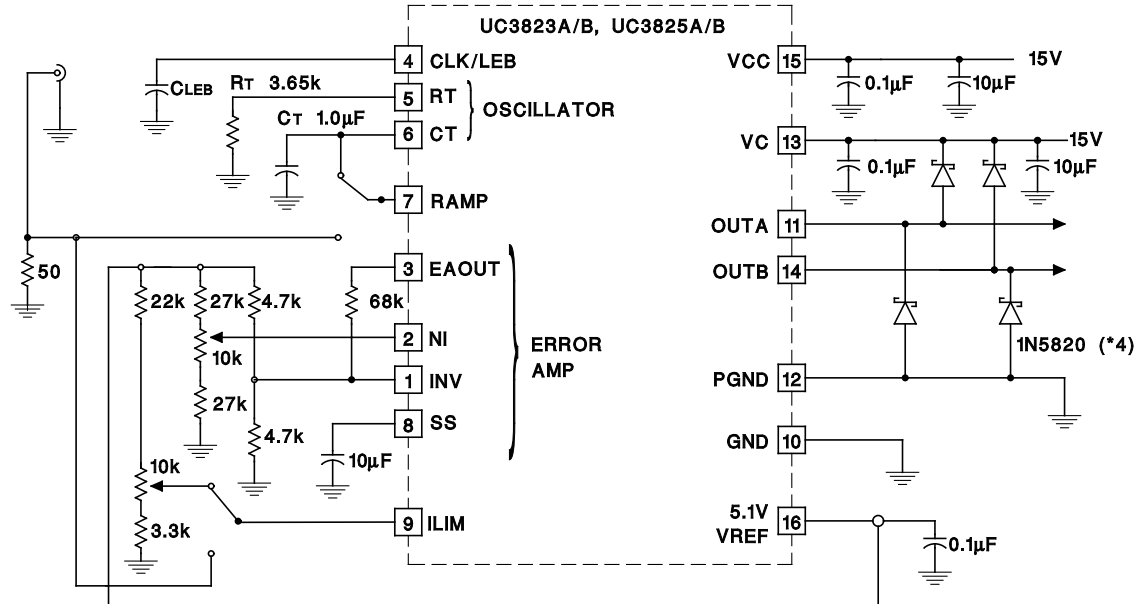 UC3823A/B, UC3825A/B
4 CLK/LEB
CLEB
RT 3.65k
5 RT
OSCILLATOR
CT 1.0µF
6 CT
7 RAMP
50
3 EAOUT
22k
27k
4.7k
68k
2 NI
10k
ERROR
AMP
1 INV
27k
8 SS
4.7k
10µF
10k
9 ILIM
3.3k
VCC 15
15V
0.1µF
10µF
VC 13
15V
0.1µF
10µF
OUTA 11
OUTB 14
1N5820 (*4)
PGND 12
GND 10
5.1V
VREF 16
0.1µF